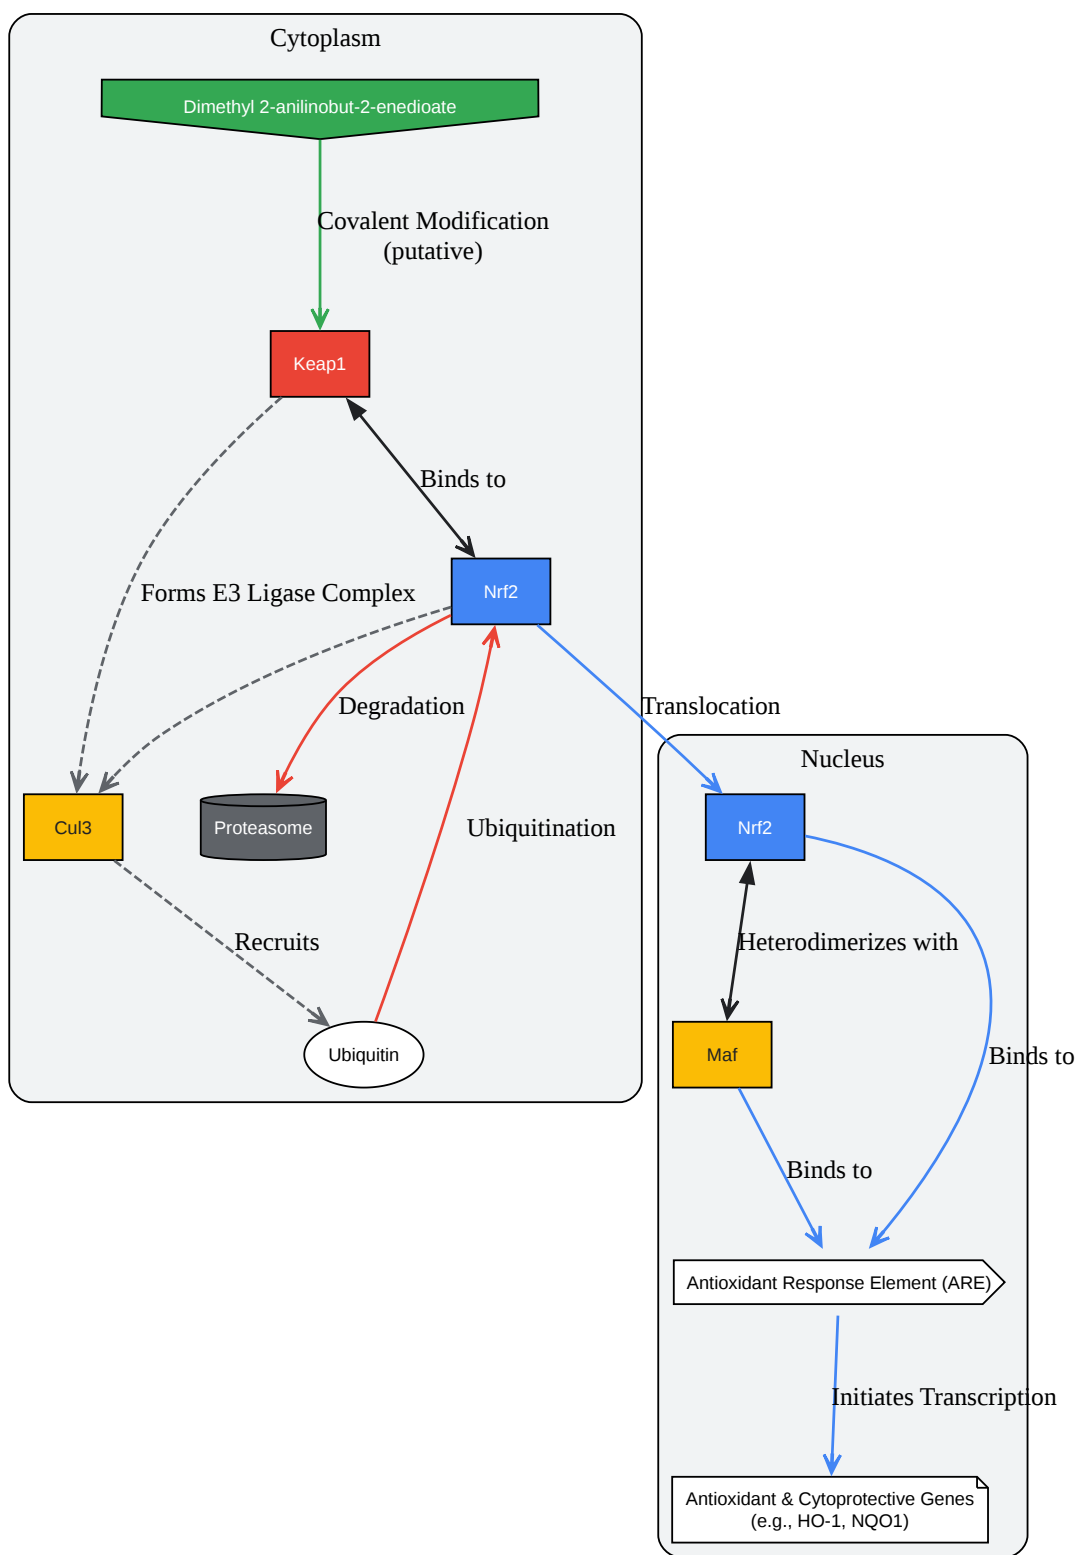 Cytoplasm
Dimethyl 2-anilinobut-2-enedioate
Covalent Modification
(putative)
Keap1
Binds to
Nrf2
Forms E3 Ligase Complex
Degradation
Translocation
Nucleus
Cul3
Proteasome
Ubiquitination
Nrf2
Recruits
Heterodimerizes with
Ubiquitin
Maf
Binds to
Binds to
Antioxidant Response Element (ARE)
Initiates Transcription
Antioxidant & Cytoprotective Genes
(e.g., HO-1, NQO1)